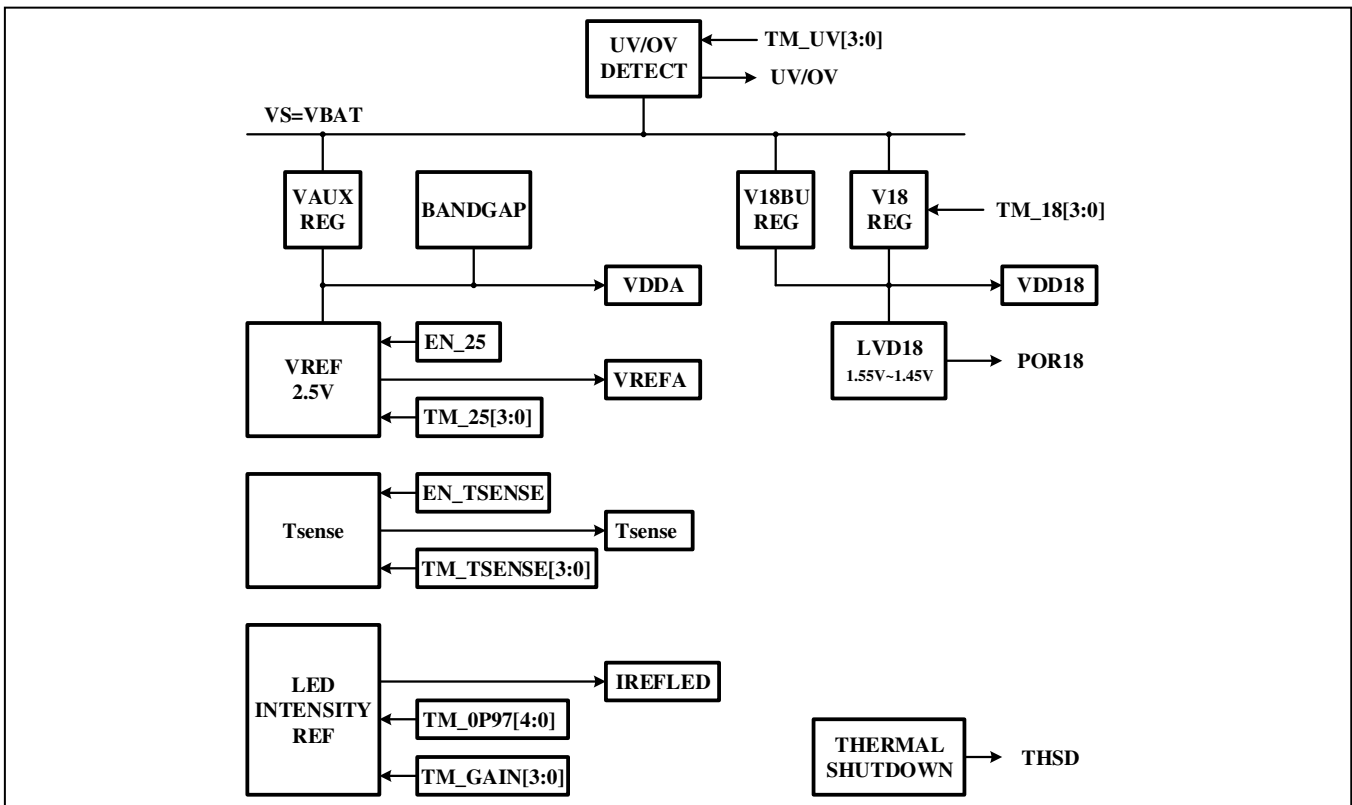 UV/OV
DETECT
TM_UV[3:0]
UV/OV
VS=VBAT
VAUX
REG
BANDGAP
V18BU
REG
V18
REG
TM_18[3:0]
VDDA
VDD18
VREF
2.5V
EN_25
VREFA
TM_25[3:0]
LVD18
1.55V~1.45V
POR18
Tsense
EN_TSENSE
Tsense
TM_TSENSE[3:0]
LED
INTENSITY
REF
IREFLED
TM_0P97[4:0]
TM_GAIN[3:0]
THERMAL
SHUTDOWN
THSD